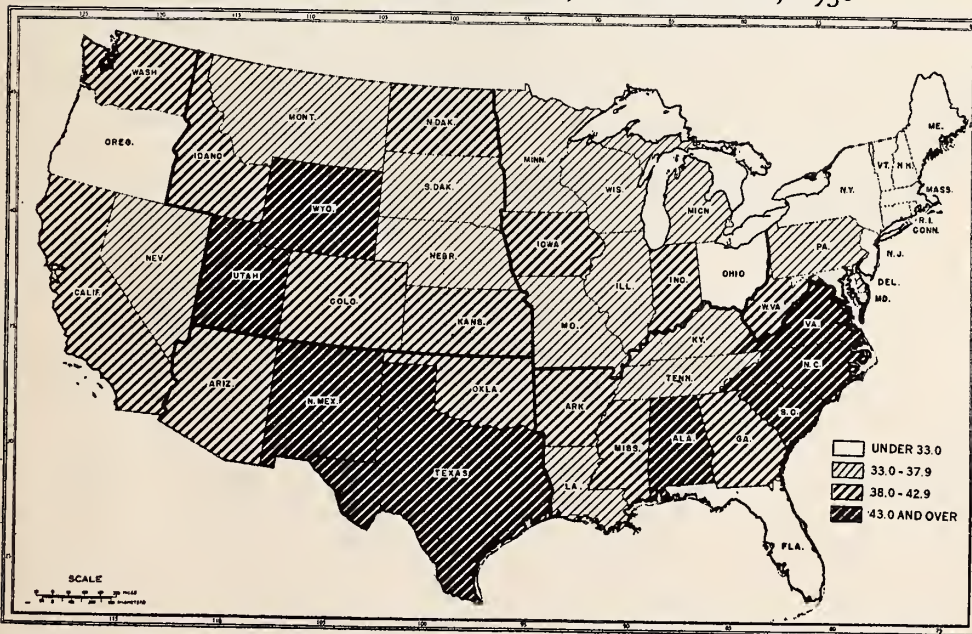 WASH.
OREG.
IDAHO
MONT.
N.DAK.
S.DAK.
MINN.
WIS.
MICH
N.Y.
VT.
N.H.
ME.
MASS.
R.I.
CONN.
N.J.
DEL.
MD.
PA.
OHIO
IND.
ILL.
IOWA
NEBR.
WYO.
NEV.
UTAH
COLO.
KANS.
MO.
KY.
W.VA.
VA.
N.C.
TENN.
S.C.
CALIF.
ARIZ.
N.MEX.
OKLA.
ARK.
MISS.
ALA.
GA.
TEXAS
LA.
FLA.
UNDER 33.0
33.0 - 37.9
38.0 - 42.9
43.0 AND OVER
SCALE